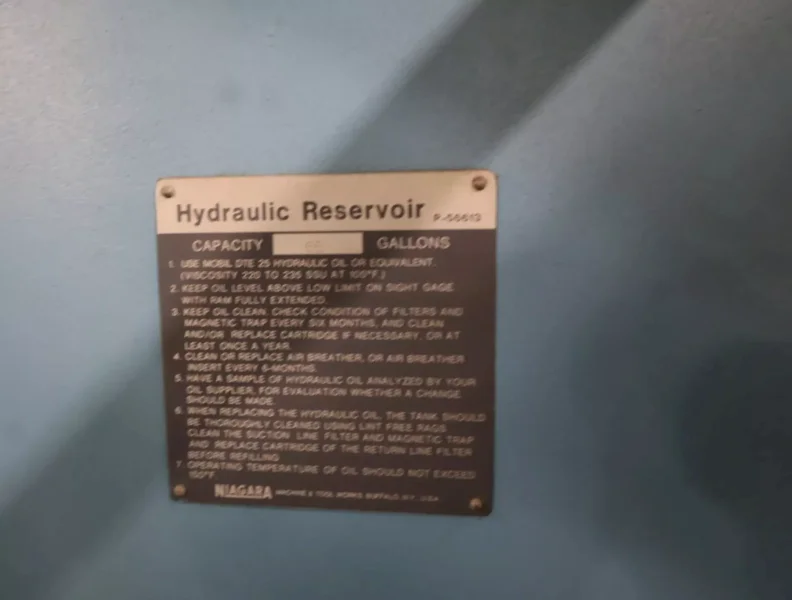 Hydraulic Reservoir
CAPACITY GALLONS
1. USE MOBIL DTE 25 HYDRAULIC OIL OR EQUIVALENT.
(VISCOSITY 220 TO 235 SSU AT 100°F.)
2. KEEP OIL LEVEL ABOVE LOW LIMIT ON SIGHT GAGE
WITH RAM FULLY EXTENDED.
3. KEEP OIL CLEAN. CHECK CONDITION OF FILTERS AND
MAGNETIC TRAP EVERY SIX MONTHS, AND CLEAN
AND/OR REPLACE CARTRIDGE IF NECESSARY, OR AT
LEAST ONCE A YEAR.
4. CLEAN OR REPLACE AIR BREATHER, OR AIR BREATHER
INSERT EVERY 6-MONTHS.
5. HAVE A SAMPLE OF HYDRAULIC OIL ANALYZED BY YOUR
OIL SUPPLIER, FOR EVALUATION WHETHER A CHANGE
SHOULD BE MADE.
6. WHEN REPLACING THE HYDRAULIC OIL, THE TANK SHOULD
BE THOROUGHLY CLEANED USING LINT FREE RAGS.
CLEAN THE SUCTION LINE FILTER AND MAGNETIC TRAP
AND REPLACE CARTRIDGE OF THE RETURN LINE FILTER
BEFORE REFILLING.
7. OPERATING TEMPERATURE OF OIL SHOULD NOT EXCEED
150°F.
NIAGARA MACHINE & TOOL WORKS BUFFALO, N.Y., U.S.A.